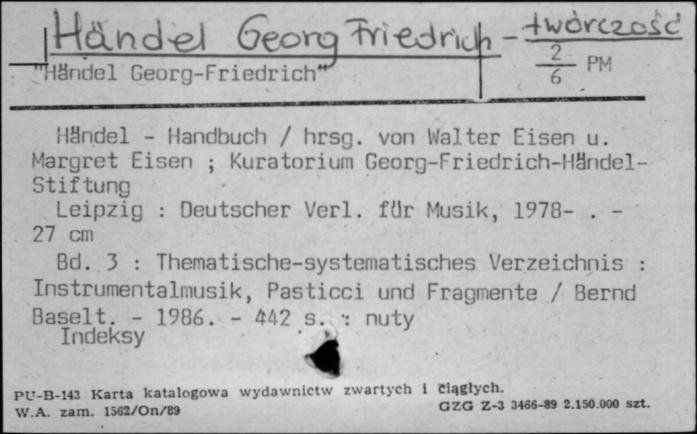 Händel Georg Friedrich - twórczość
"Händel Georg-Friedrich"
2
6 PM
Händel - Handbuch / hrsg. von Walter Eisen u.
Margret Eisen ; Kuratorium Georg-Friedrich-Händel-
Stiftung
Leipzig : Deutscher Verl. für Musik, 1978- . -
27 cm
Bd. 3 : Thematische-systematisches Verzeichnis :
Instrumentalmusik, Pasticci und Fragmente / Bernd
Baselt. - 1986. - 442 s. : nuty
Indeksy
PU-B-143 Karta katalogowa wydawnictw zwartych i ciągłych.
W.A. zam. 1562/On/89
GZG Z-3 3466-89 2.150.000 szt.